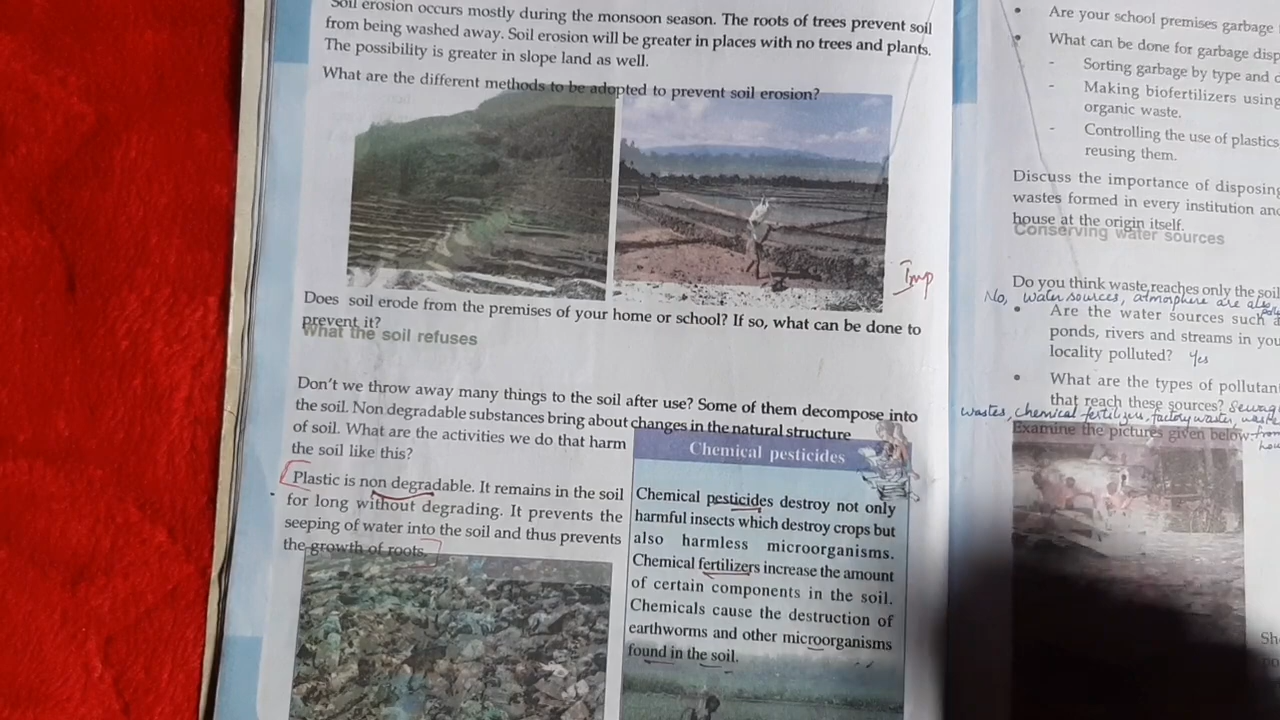 Soil erosion occurs mostly during the monsoon season. The roots of trees prevent soil
from being washed away. Soil erosion will be greater in places with no trees and plants.
The possibility is greater in slope land as well.
What are the different methods to be adopted to prevent soil erosion?
Imp
Does soil erode from the premises of your home or school? If so, what can be done to
prevent it?
What the soil refuses
Don't we throw away many things to the soil after use? Some of them decompose into
the soil. Non degradable substances bring about changes in the natural structure
of soil. What are the activities we do that harm
the soil like this?
Plastic is non degradable. It remains in the soil
for long without degrading. It prevents the
seeping of water into the soil and thus prevents
the growth of roots.
Chemical pesticides
Chemical pesticides destroy not only
harmful insects which destroy crops but
also harmless microorganisms.
Chemical fertilizers increase the amount
of certain components in the soil.
Chemicals cause the destruction of
earthworms and other microorganisms
found in the soil.
• Are your school premises garbage
• What can be done for garbage disp
- Sorting garbage by type and
- Making biofertilizers using
organic waste.
- Controlling the use of plastics
reusing them.
Discuss the importance of disposing
wastes formed in every institution and
house at the origin itself.
Conserving water sources
Do you think waste reaches only the soil
No, water sources, atmosphere are also
• Are the water sources such
ponds, rivers and streams in you
locality polluted? Yes
• What are the types of pollutant
that reach these sources? Sewag
wastes, chemical fertilizers, factory wastes, waste
Examine the pictures given below from